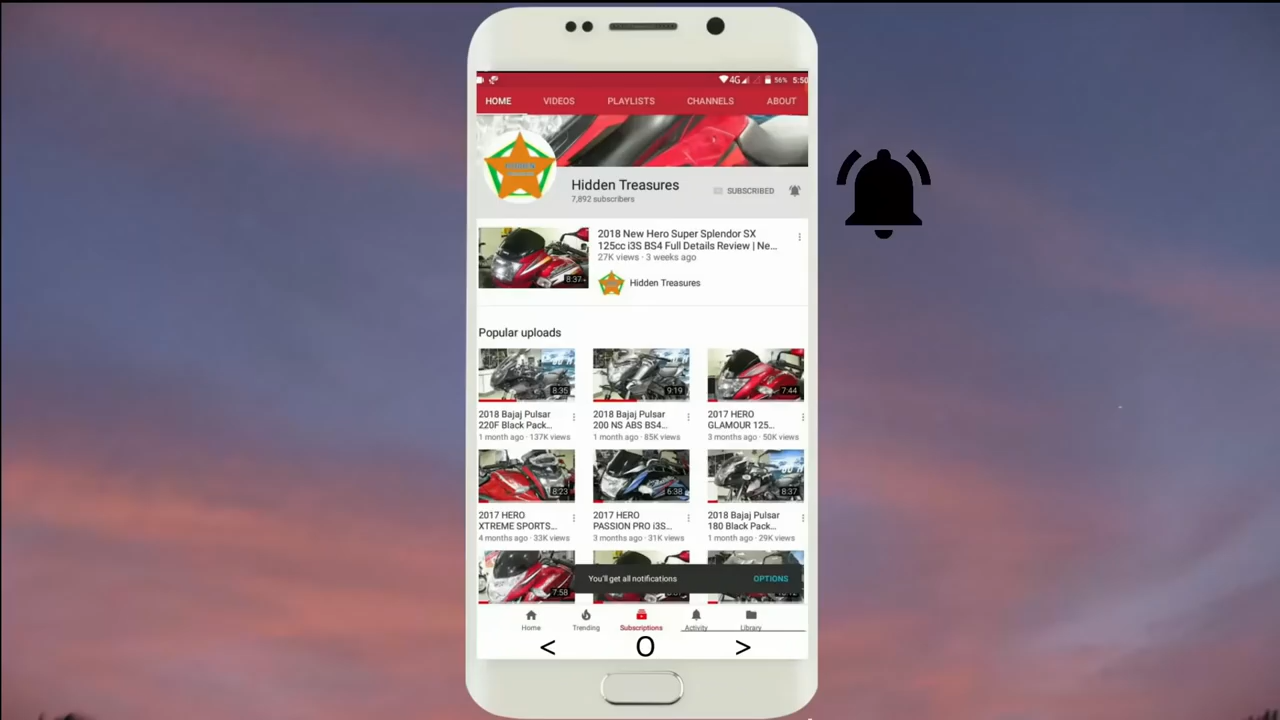 4G 56% 5:50
HOME VIDEOS PLAYLISTS CHANNELS ABOUT
Hidden Treasures
7,892 subscribers
SUBSCRIBED
2018 New Hero Super Splendor SX
125cc i3S BS4 Full Details Review | Ne...
27K views · 3 weeks ago
8:37
Hidden Treasures
Popular uploads
8:35 9:19 7:44
2018 Bajaj Pulsar
220F Black Pack...
1 month ago · 137K views
2018 Bajaj Pulsar
200 NS ABS BS4...
1 month ago · 85K views
2017 HERO
GLAMOUR 125...
3 months ago · 50K views
8:23 6:38 8:37
2017 HERO
XTREME SPORTS...
4 months ago · 33K views
2017 HERO
PASSION PRO i3S...
3 months ago · 31K views
2018 Bajaj Pulsar
180 Black Pack...
1 month ago · 29K views
7:58
You'll get all notifications OPTIONS
Home Trending Subscriptions Activity Library
< O >